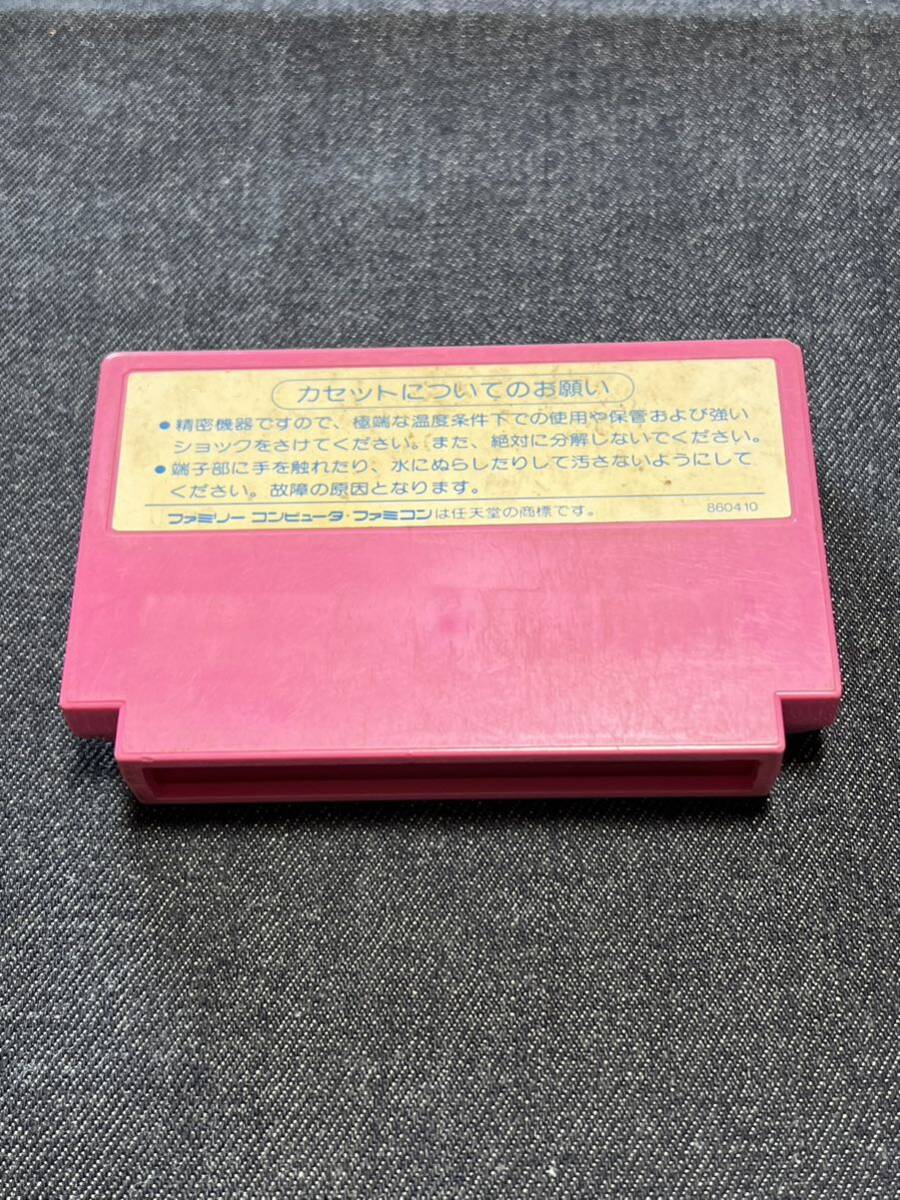 カセットについてのお願い
●精密機器ですので、極端な温度条件下での使用や保管および強い
ショックをさけてください。また、絶対に分解しないでください。
●端子部に手を触れたり、水にぬらしたりして汚さないようにして
ください。故障の原因となります。
ファミリー コンピュータ・ファミコンは任天堂の商標です。 860410